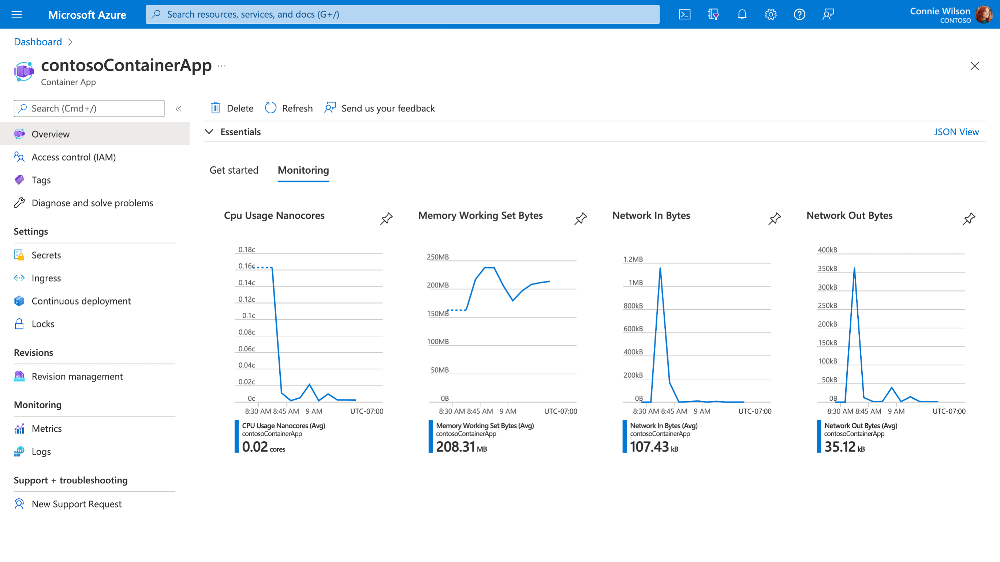 Microsoft Azure
Search resources, services, and docs (G+/)
Connie Wilson
CONTOSO
Dashboard
contosoContainerApp ...
Container App
Search (Cmd+/)
Delete
Refresh
Send us your feedback
Essentials
JSON View
Overview
Access control (IAM)
Tags
Diagnose and solve problems
Settings
Secrets
Ingress
Continuous deployment
Locks
Revisions
Revision management
Monitoring
Metrics
Logs
Support + troubleshooting
New Support Request
Get started
Monitoring
Cpu Usage Nanocores
0.18c
0.16c
0.14c
0.12c
0.1c
0.08c
0.06c
0.04c
0.02c
0c
8:30 AM 8:45 AM 9 AM UTC-07:00
CPU Usage Nanocores (Avg)
contosoContainerApp
0.02 cores
Memory Working Set Bytes
250MB
200MB
150MB
100MB
50MB
0B
8:30 AM 8:45 AM 9 AM UTC-07:00
Memory Working Set Bytes (Avg)
contosoContainerApp
208.31 MB
Network In Bytes
1.2MB
1MB
800kB
600kB
400kB
200kB
0B
8:30 AM 8:45 AM 9 AM UTC-07:00
Network In Bytes (Avg)
contosoContainerApp
107.43 kB
Network Out Bytes
400kB
350kB
300kB
250kB
200kB
150kB
100kB
50kB
0B
8:30 AM 8:45 AM 9 AM UTC-07:00
Network Out Bytes (Avg)
contosoContainerApp
35.12 kB